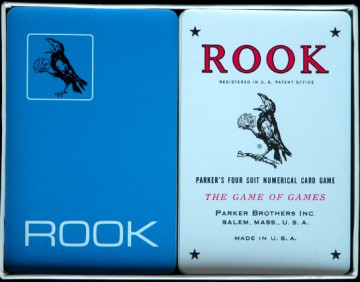 ROOK
ROOK
REGISTERED IN U. S. PATENT OFFICE
®
PARKER'S FOUR SUIT NUMERICAL CARD GAME
THE GAME OF GAMES
PARKER BROTHERS INC.
SALEM, MASS., U. S. A.
MADE IN U. S. A.